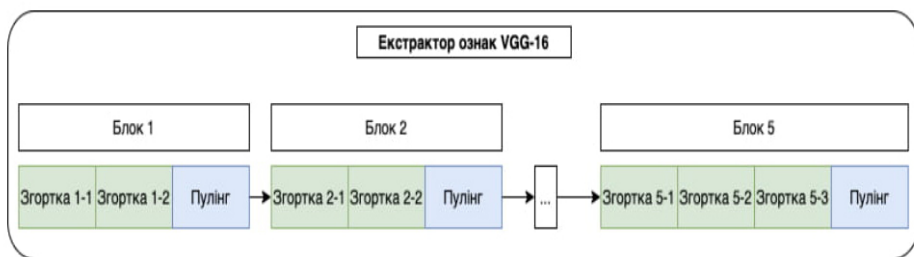 Екстрактор ознак VGG-16
Блок 1 Блок 2 Блок 5
Згортка 1-1 Згортка 1-2 Пулінг Згортка 2-1 Згортка 2-2 Пулінг ... Згортка 5-1 Згортка 5-2 Згортка 5-3 Пулінг